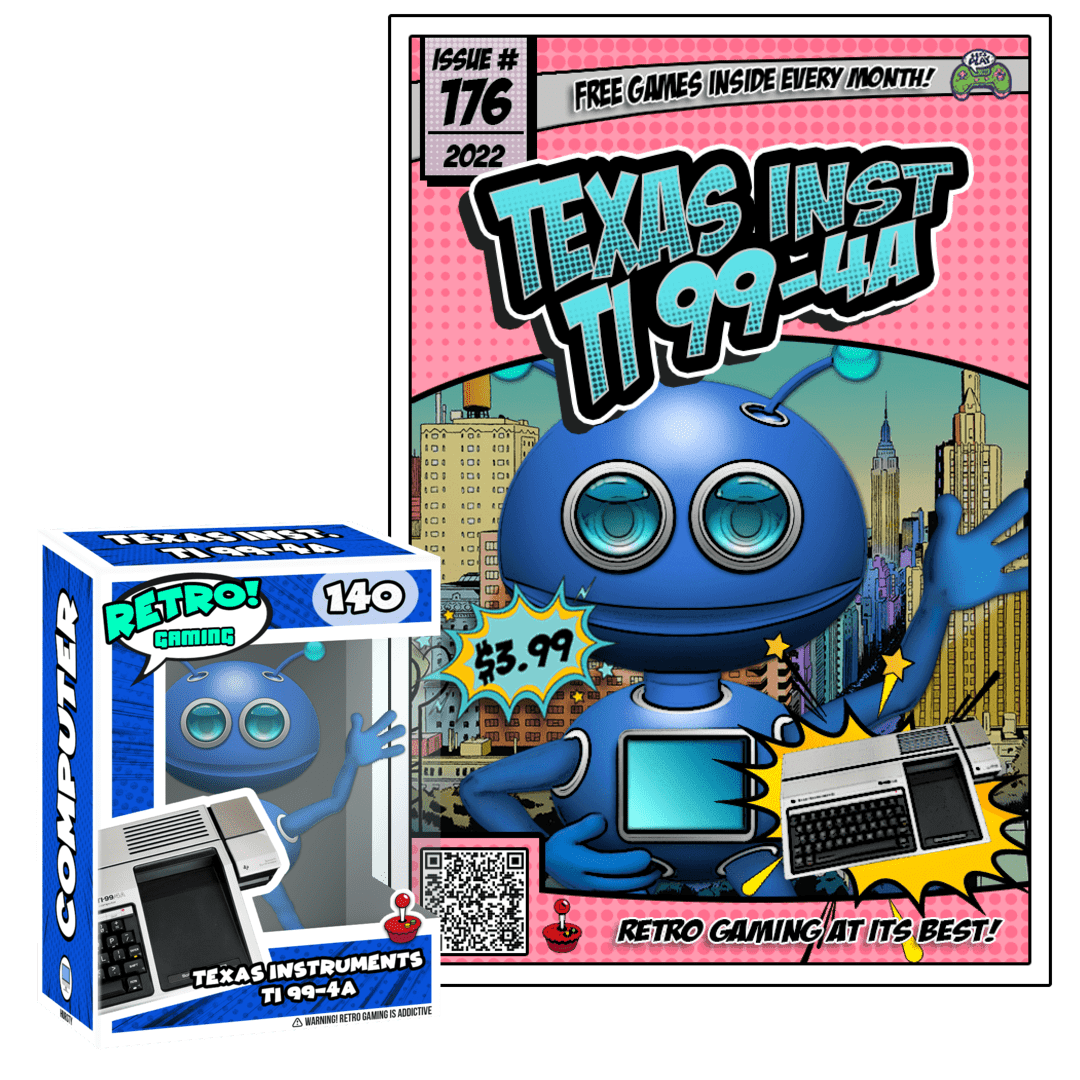 ISSUE #
176
2022
FREE GAMES INSIDE EVERY MONTH!
LET'S
PLAY
TEXAS INST
TI 99-4A
$3.99
RETRO GAMING AT ITS BEST!
TEXAS INST.
TI 99-4A
RETRO!
GAMING
140
COMPUTER
TEXAS INSTRUMENTS
TI 99-4A
WARNING! RETRO GAMING IS ADDICTIVE